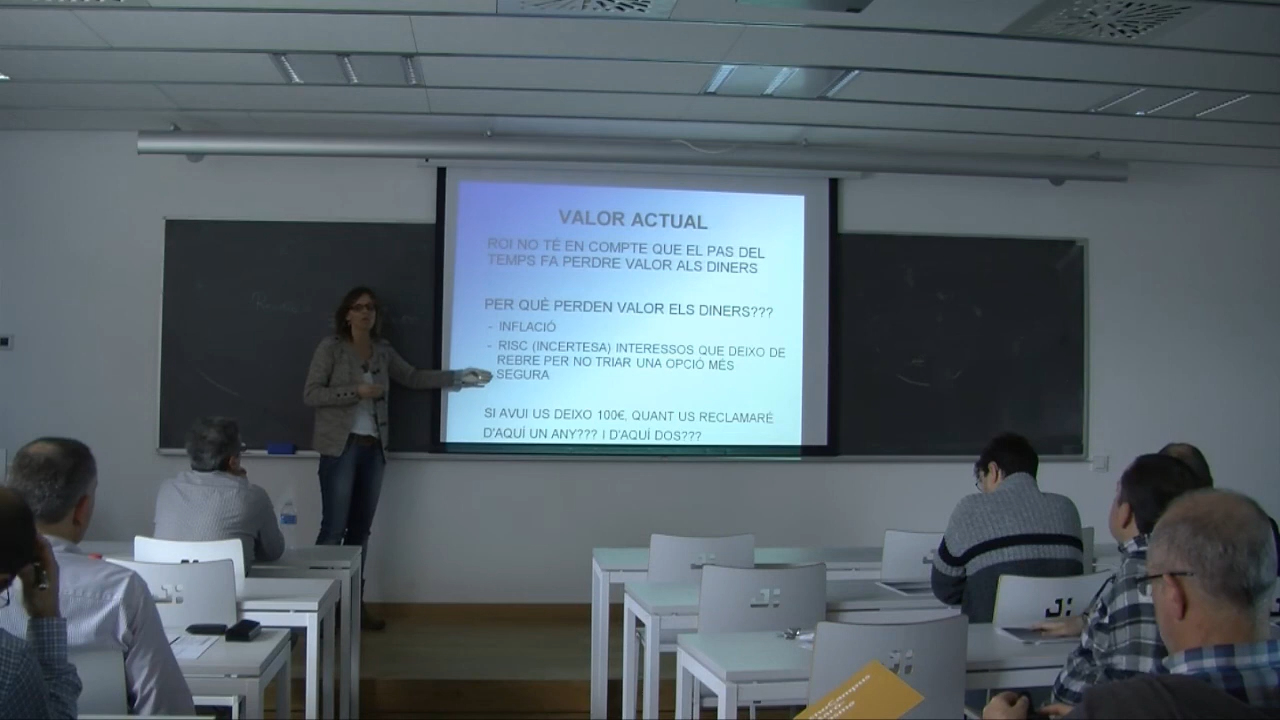 VALOR ACTUAL
ROI NO TÉ EN COMPTE QUE EL PAS DEL
TEMPS FA PERDRE VALOR ALS DINERS
PER QUÈ PERDEN VALOR ELS DINERS???
- INFLACIÓ
- RISC (INCERTESA) INTERESSOS QUE DEIXO DE
REBRE PER NO TRIAR UNA OPCIÓ MÉS
SEGURA
SI AVUI US DEIXO 100€, QUANT US RECLAMARÉ
D'AQUÍ UN ANY??? I D'AQUÍ DOS???